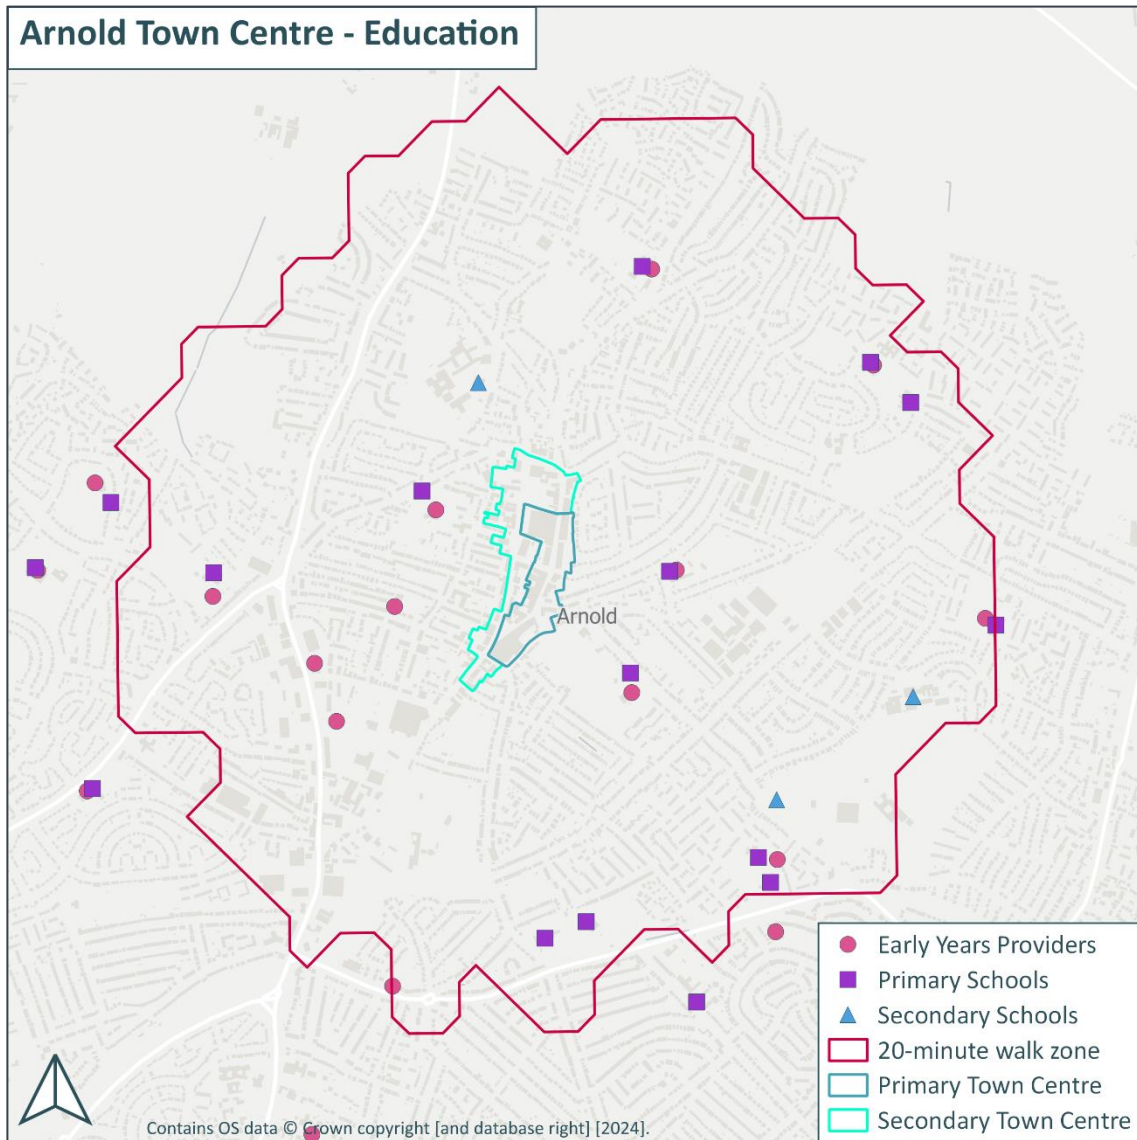 Arnold Town Centre - Education
Arnold
Early Years Providers
Primary Schools
Secondary Schools
20-minute walk zone
Primary Town Centre
Secondary Town Centre
Contains OS data © Crown copyright [and database right] [2024].